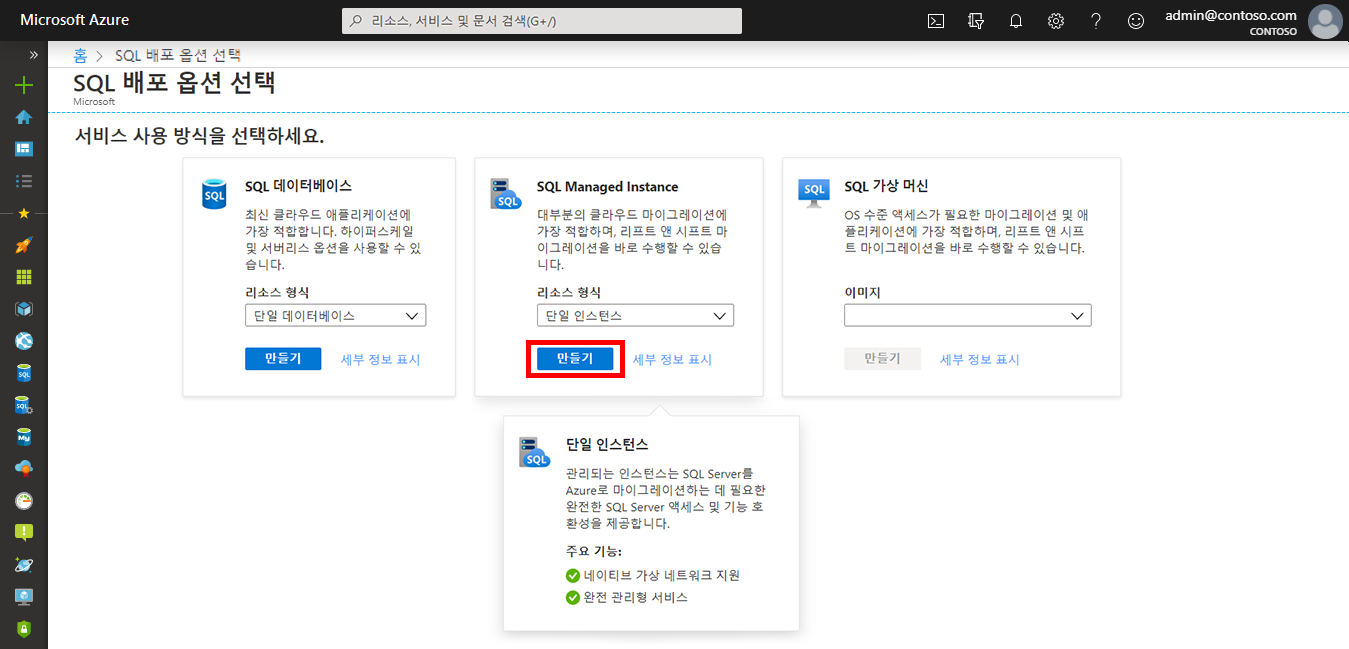 Microsoft Azure
리소스, 서비스 및 문서 검색(G+/)
admin@contoso.com
CONTOSO
홈 > SQL 배포 옵션 선택
SQL 배포 옵션 선택
Microsoft
서비스 사용 방식을 선택하세요.
SQL
SQL 데이터베이스
최신 클라우드 애플리케이션에
가장 적합합니다. 하이퍼스케일
및 서버리스 옵션을 사용할 수 있
습니다.
리소스 형식
단일 데이터베이스
만들기 세부 정보 표시
SQL
SQL Managed Instance
대부분의 클라우드 마이그레이션에
가장 적합하며, 리프트 앤 시프트 마
이그레이션을 바로 수행할 수 있습
니다.
리소스 형식
단일 인스턴스
만들기 세부 정보 표시
SQL
SQL 가상 머신
OS 수준 액세스가 필요한 마이그레이션 및 애
플리케이션에 가장 적합하며, 리프트 앤 시프
트 마이그레이션을 바로 수행할 수 있습니다.
이미지
만들기 세부 정보 표시
SQL
단일 인스턴스
관리되는 인스턴스는 SQL Server를
Azure로 마이그레이션하는 데 필요한
완전한 SQL Server 액세스 및 기능 호
환성을 제공합니다.
주요 기능:
네이티브 가상 네트워크 지원
완전 관리형 서비스
SQL
SQL
My